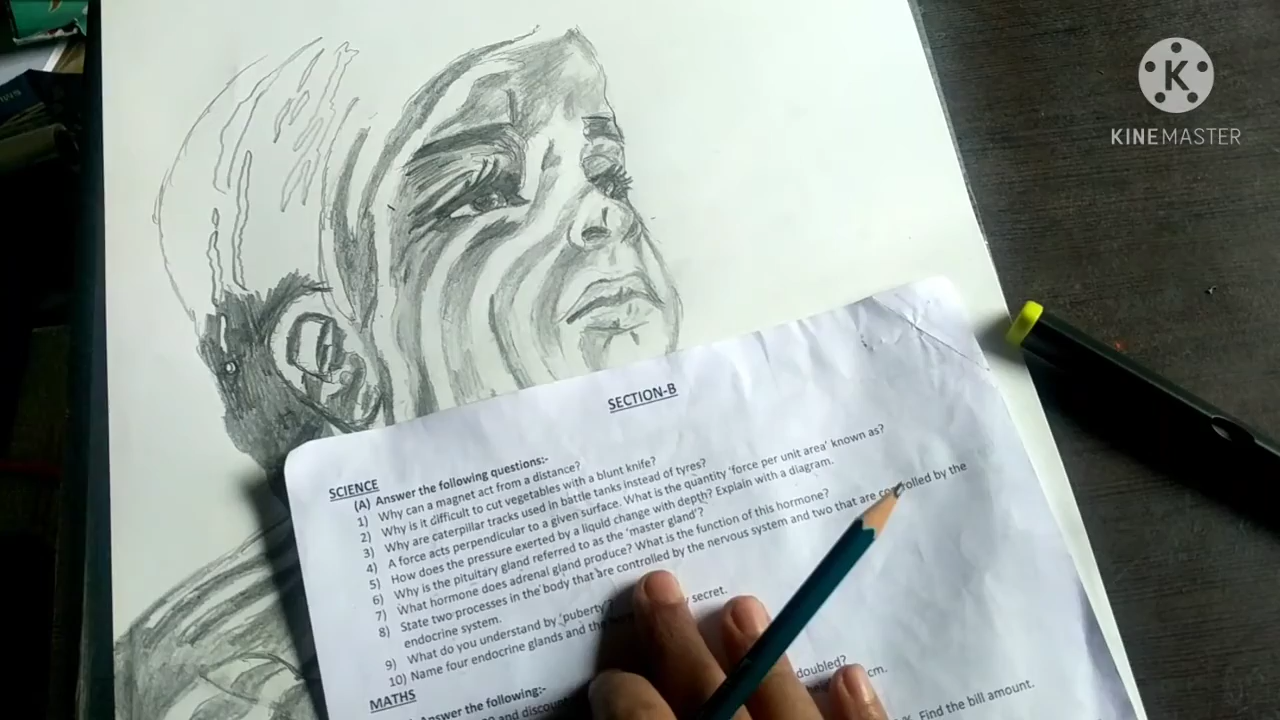 KINEMASTER
SECTION-B
SCIENCE
(A) Answer the following questions:-
1) Why can a magnet act from a distance?
2) Why is it difficult to cut vegetables with a blunt knife?
3) Why are caterpillar tracks used in battle tanks instead of tyres?
4) A force acts perpendicular to a given surface. What is the quantity 'force per unit area' known as?
5) How does the pressure exerted by a liquid change with depth? Explain with a diagram.
6) Why is the pituitary gland referred to as the 'master gland'?
7) What hormone does adrenal gland produce? What is the function of this hormone?
8) State two processes in the body that are controlled by the nervous system and two that are controlled by the
endocrine system.
9) What do you understand by 'puberty'?
10) Name four endocrine glands and the secret.
MATHS
Answer the following:-
and discount doubled?
cm.
Find the bill amount.